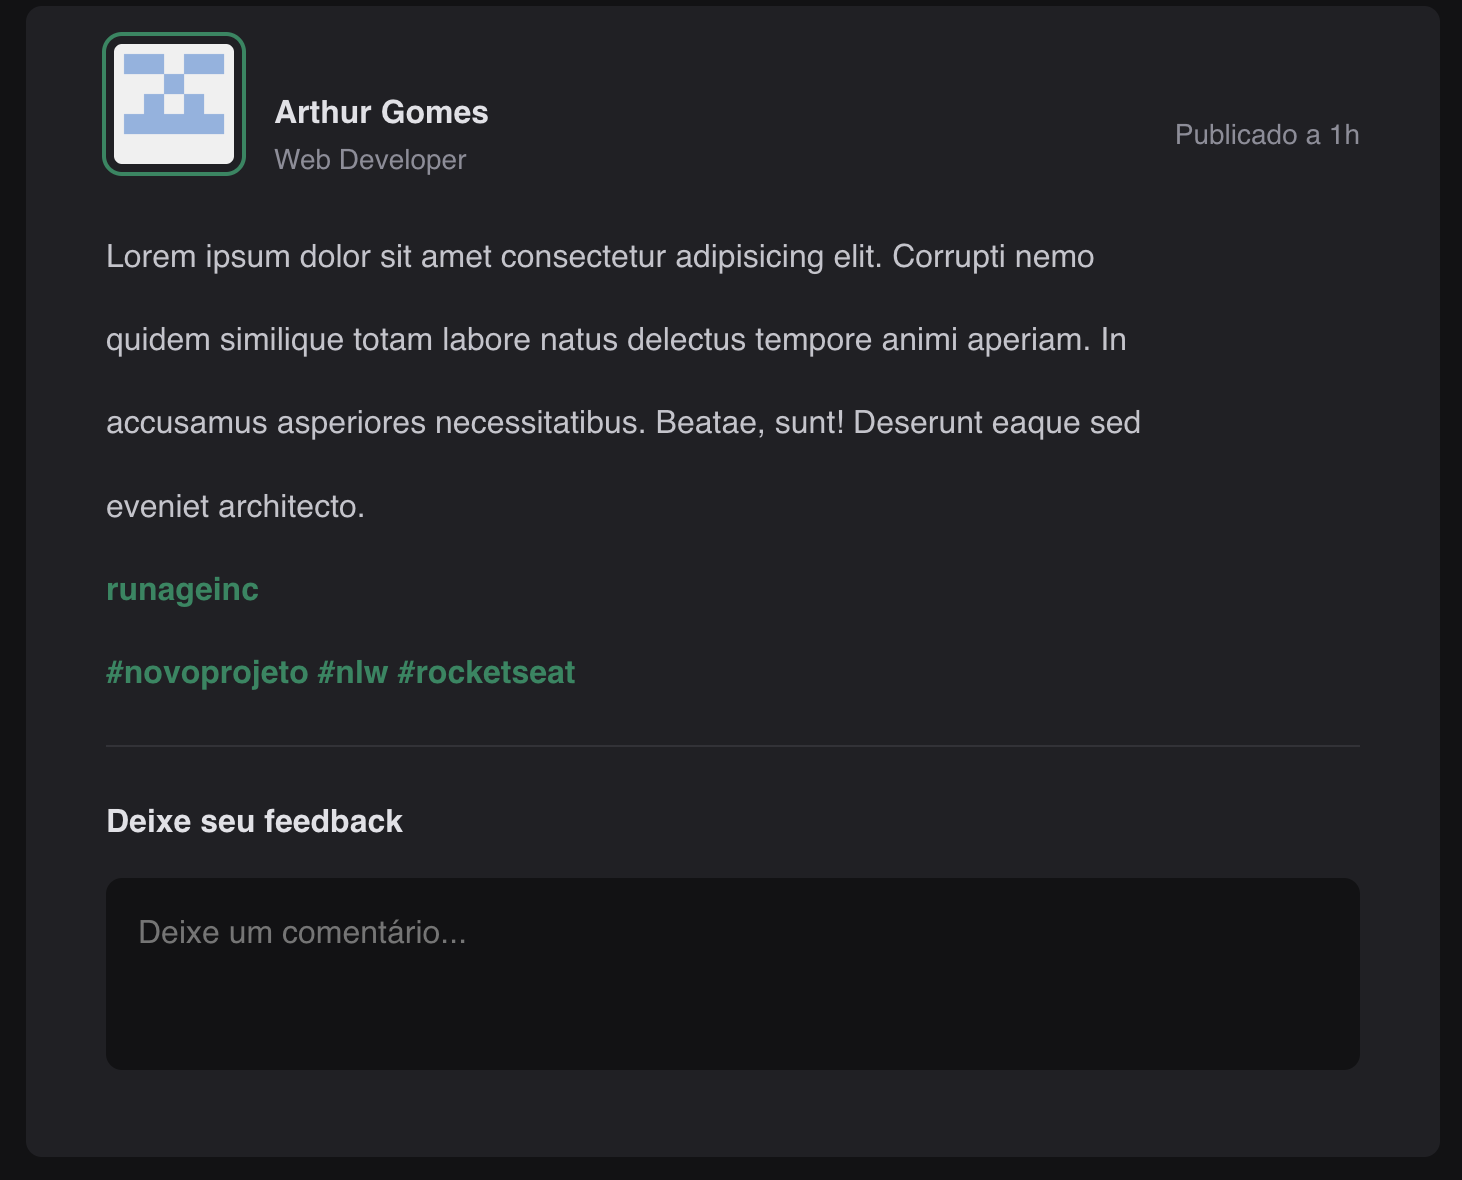 Arthur Gomes
Web Developer
Publicado a 1h
Lorem ipsum dolor sit amet consectetur adipisicing elit. Corrupti nemo
quidem similique totam labore natus delectus tempore animi aperiam. In
accusamus asperiores necessitatibus. Beatae, sunt! Deserunt eaque sed
eveniet architecto.
runageinc
#novoprojeto #nlw #rocketseat
Deixe seu feedback
Deixe um comentário...